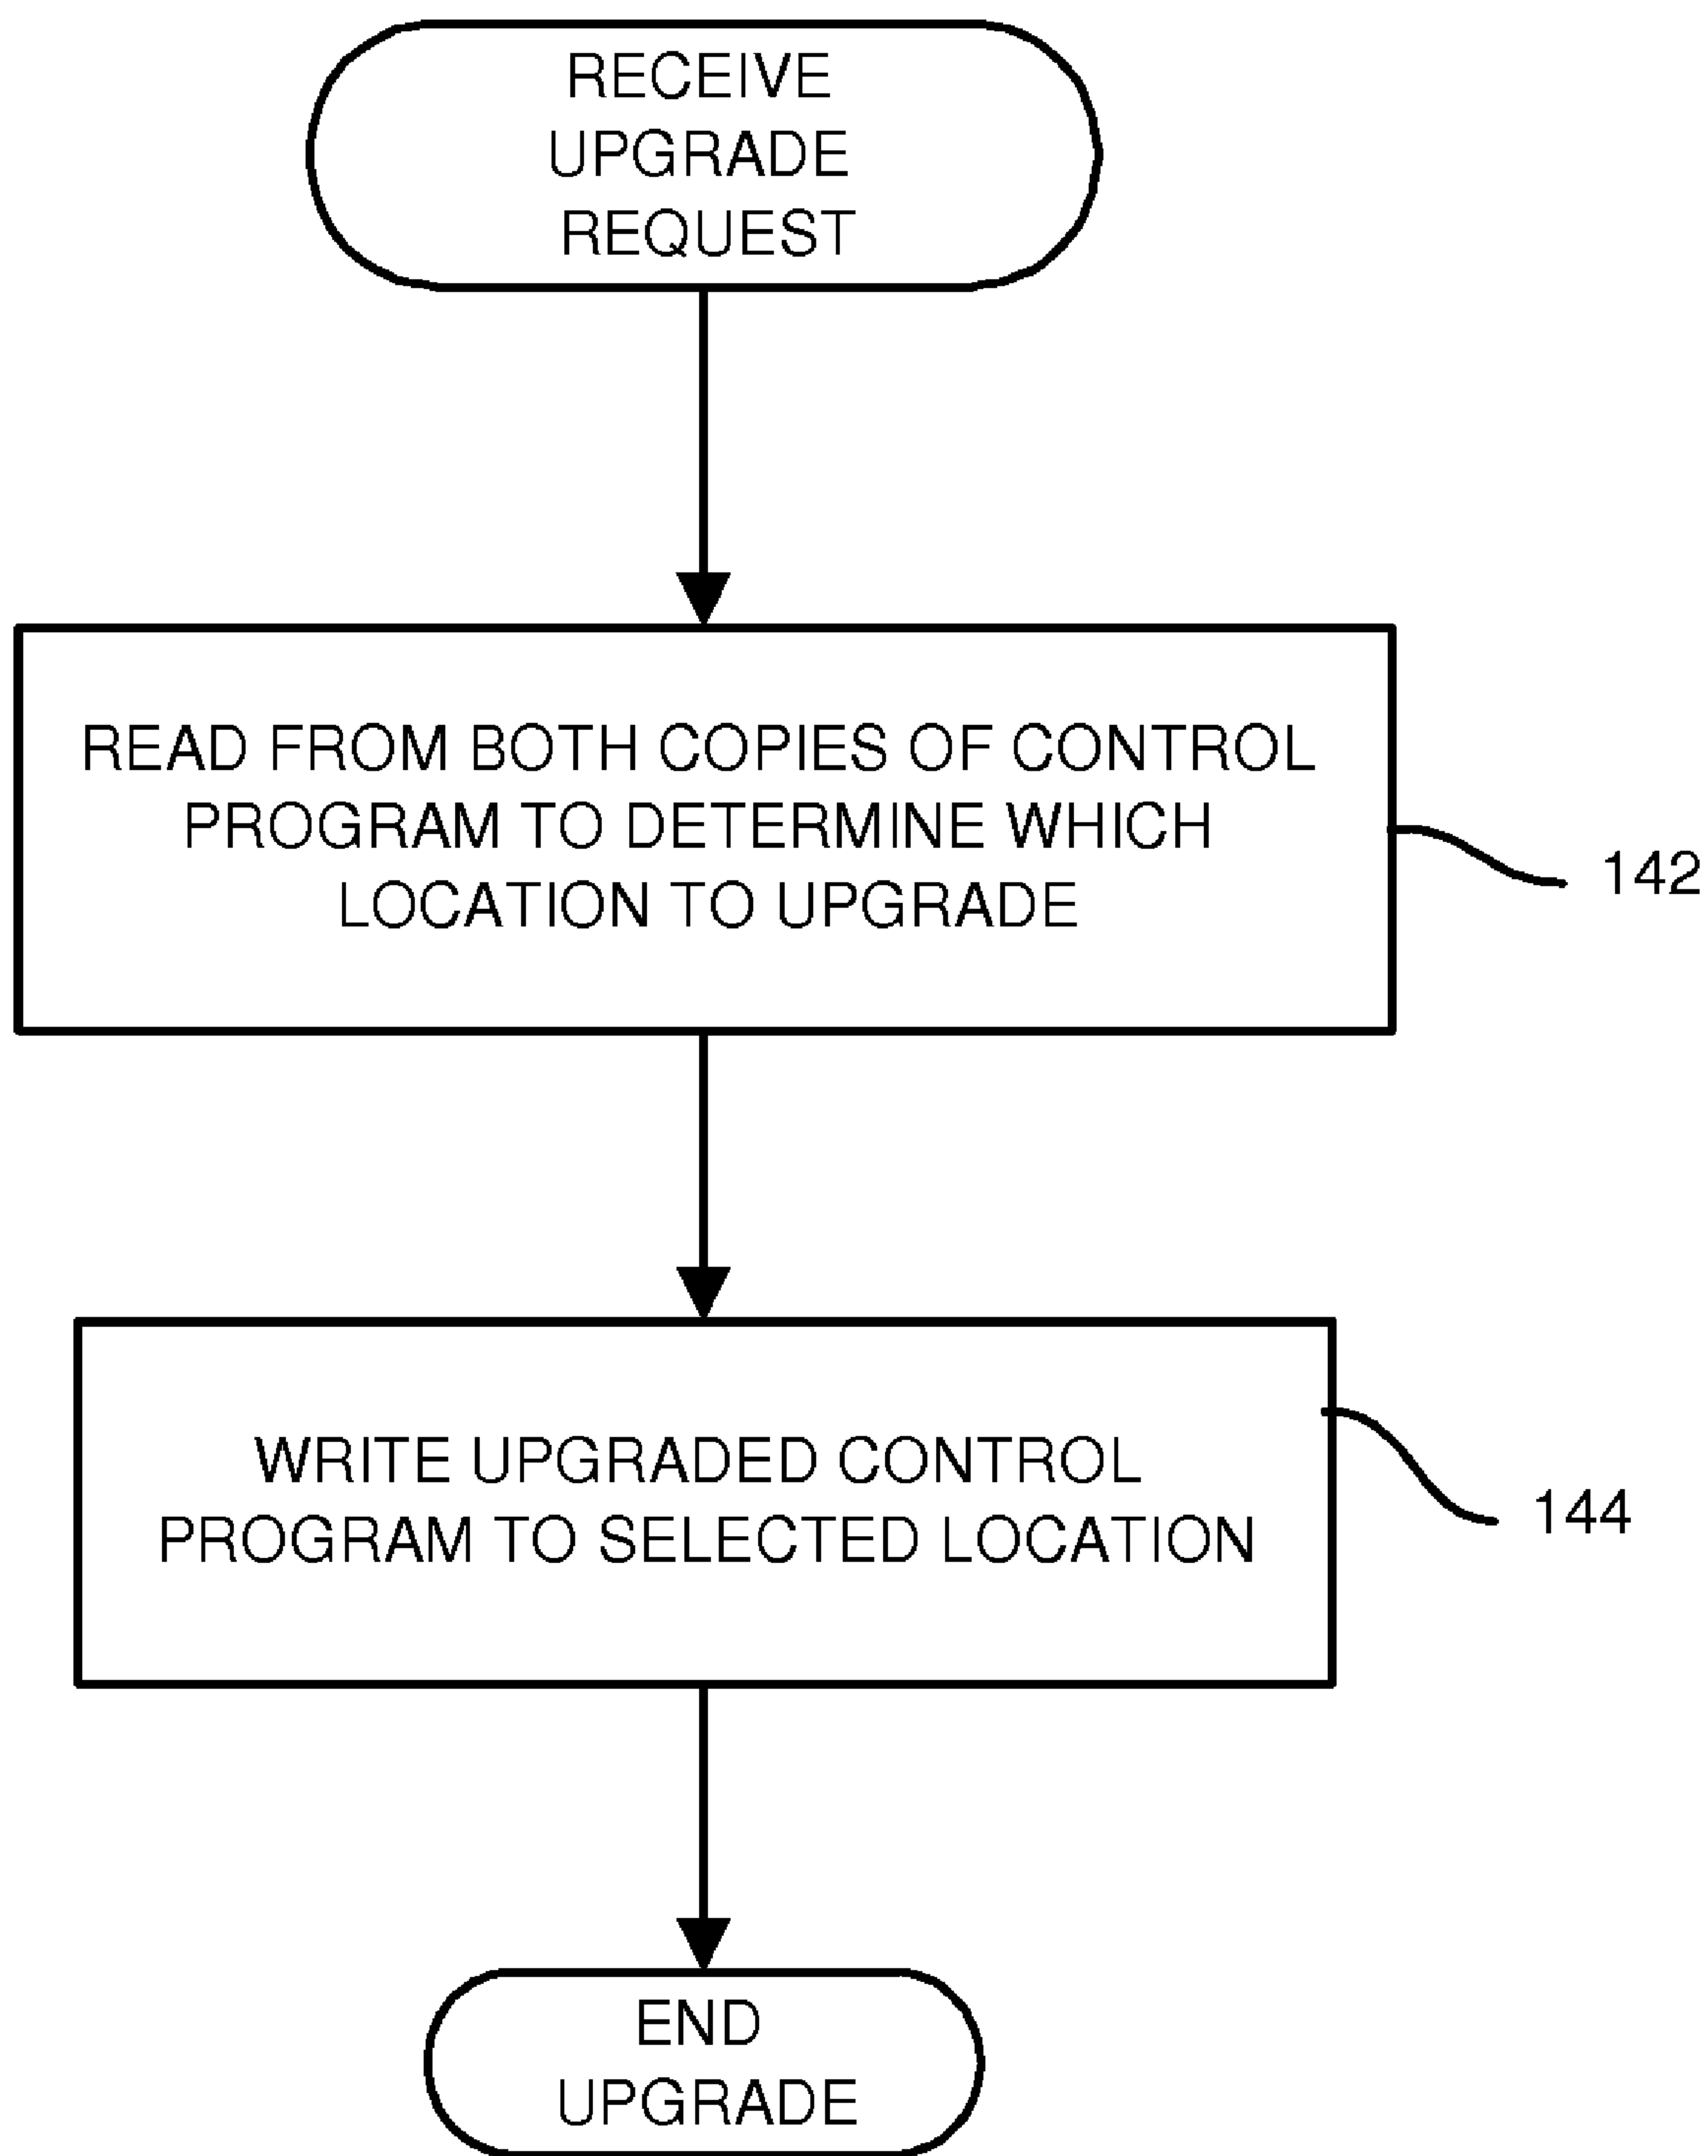 RECEIVE
UPGRADE
REQUEST
READ FROM BOTH COPIES OF CONTROL
PROGRAM TO DETERMINE WHICH
LOCATION TO UPGRADE
142
WRITE UPGRADED CONTROL
PROGRAM TO SELECTED LOCATION
144
END
UPGRADE